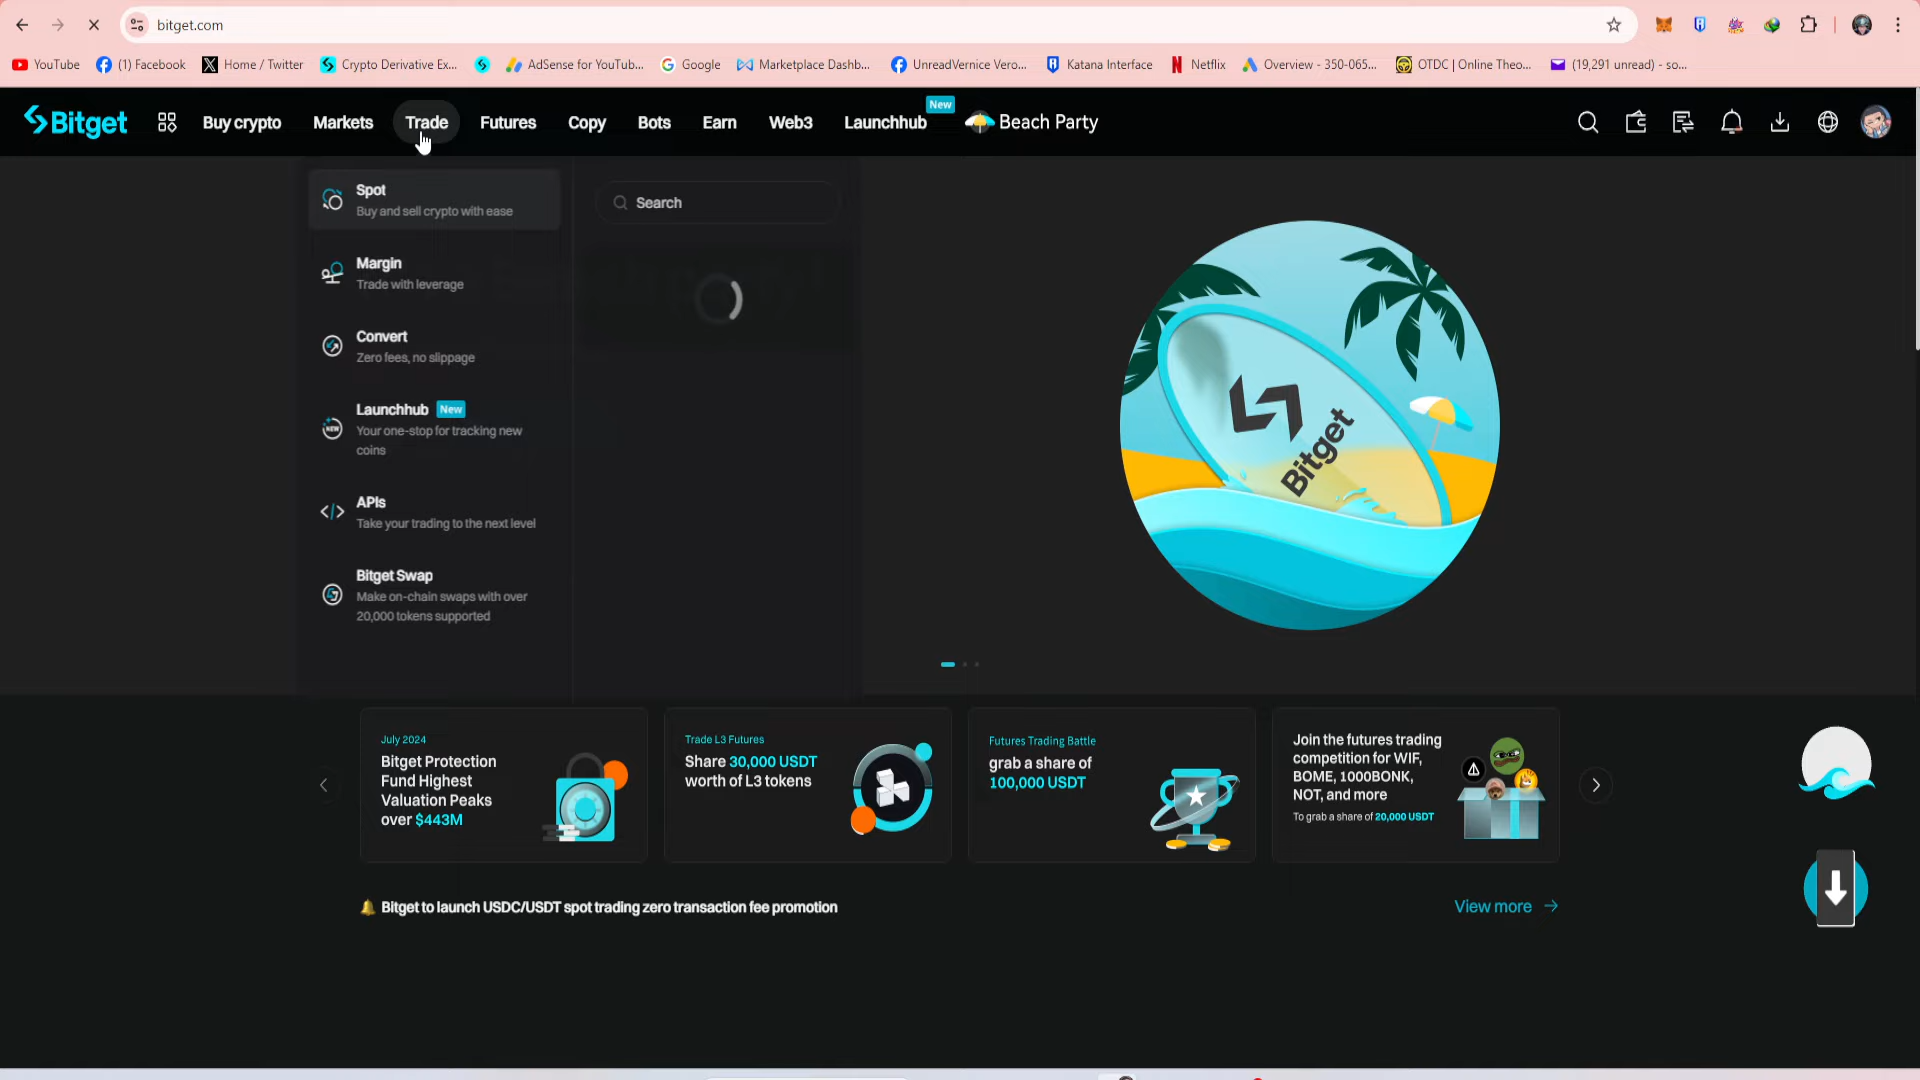 bitget.com
YouTube
(1) Facebook
Home / Twitter
Crypto Derivative Ex...
AdSense for YouTub...
Google
Marketplace Dashb...
UnreadVernice Vero...
Katana Interface
Netflix
Overview - 350-065...
OTDC | Online Theo...
(19,291 unread) - so...
Bitget
Buy crypto
Markets
Trade
Futures
Copy
Bots
Earn
Web3
Launchhub
New
Beach Party
Spot
Buy and sell crypto with ease
Margin
Trade with leverage
Convert
Zero fees, no slippage
Launchhub New
Your one-stop for tracking new
coins
APIs
Take your trading to the next level
Bitget Swap
Make on-chain swaps with over
20,000 tokens supported
Search
Bitget
July 2024
Bitget Protection
Fund Highest
Valuation Peaks
over $443M
Trade L3 Futures
Share 30,000 USDT
worth of L3 tokens
Futures Trading Battle
grab a share of
100,000 USDT
Join the futures trading
competition for WIF,
BOME, 1000BONK,
NOT, and more
To grab a share of 20,000 USDT
Bitget to launch USDC/USDT spot trading zero transaction fee promotion
View more